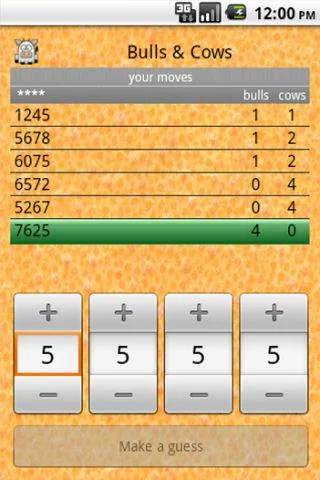 3G 12:00 PM
Bulls & Cows
your moves
**** bulls cows
1245 1 1
5678 1 2
6075 1 2
6572 0 4
5267 0 4
7625 4 0
+ + + +
5 5 5 5
− − − −
Make a guess